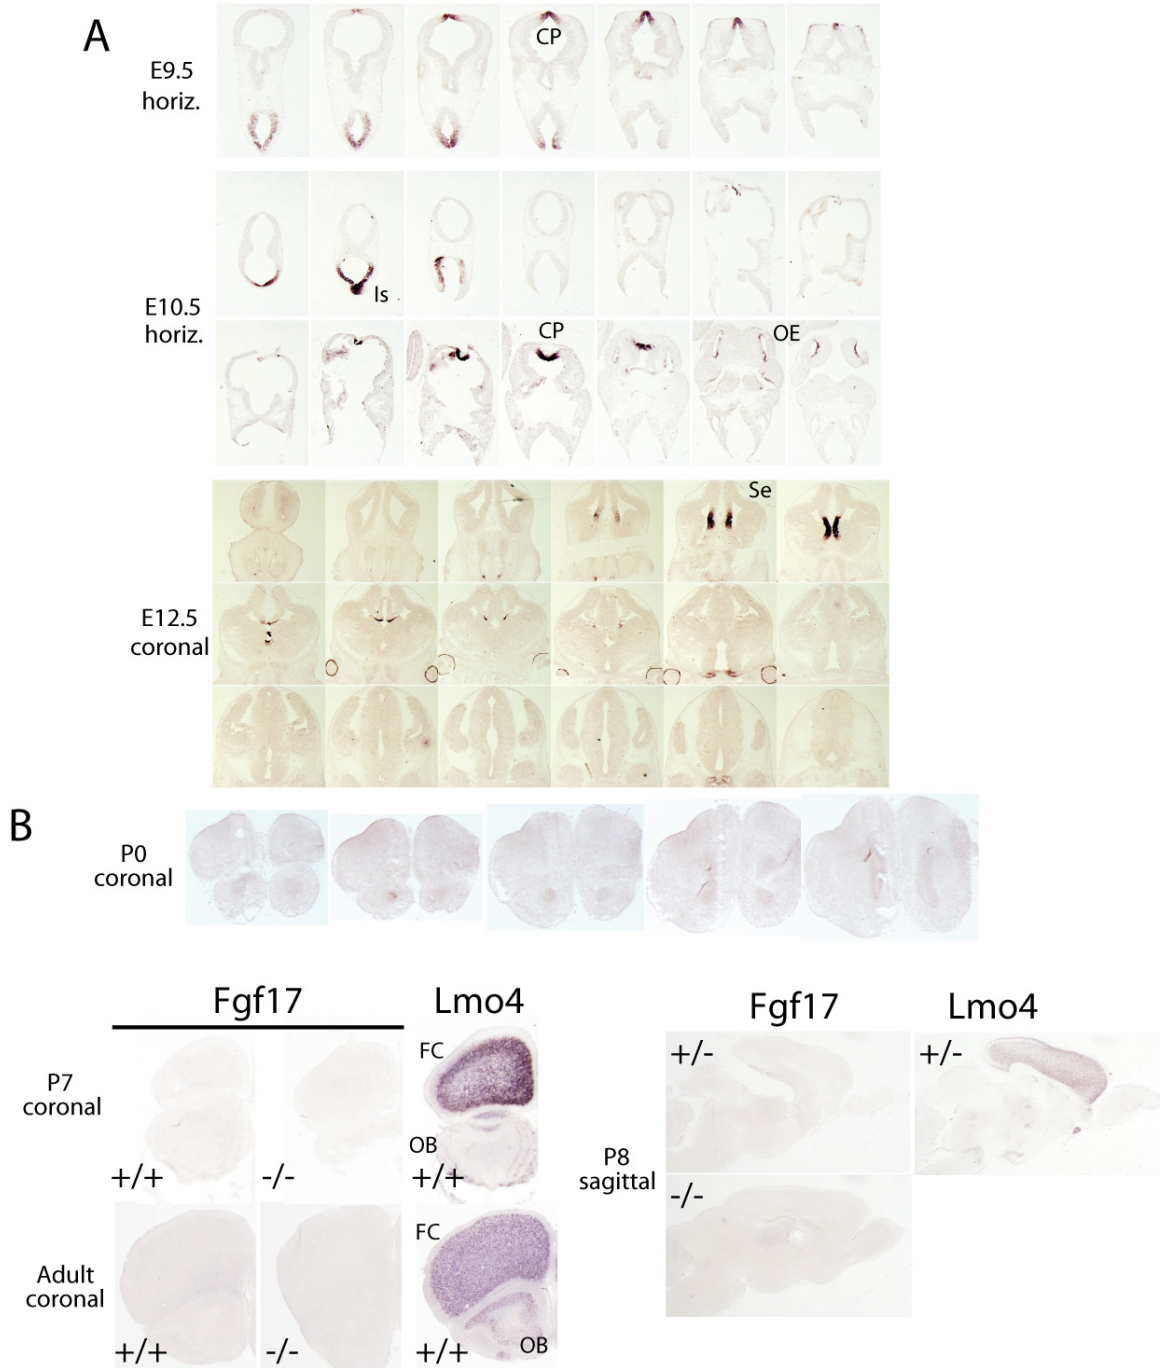 A
E9.5
horiz.
CP
E10.5
horiz.
Is
CP
OE
E12.5
coronal
Se
B
P0
coronal
Fgf17
Lmo4
P7
coronal
+/+
-/-
FC
OB
+/+
Adult
coronal
+/+
-/-
FC
OB
+/+
Fgf17
Lmo4
P8
sagittal
+/-
+/-
-/-